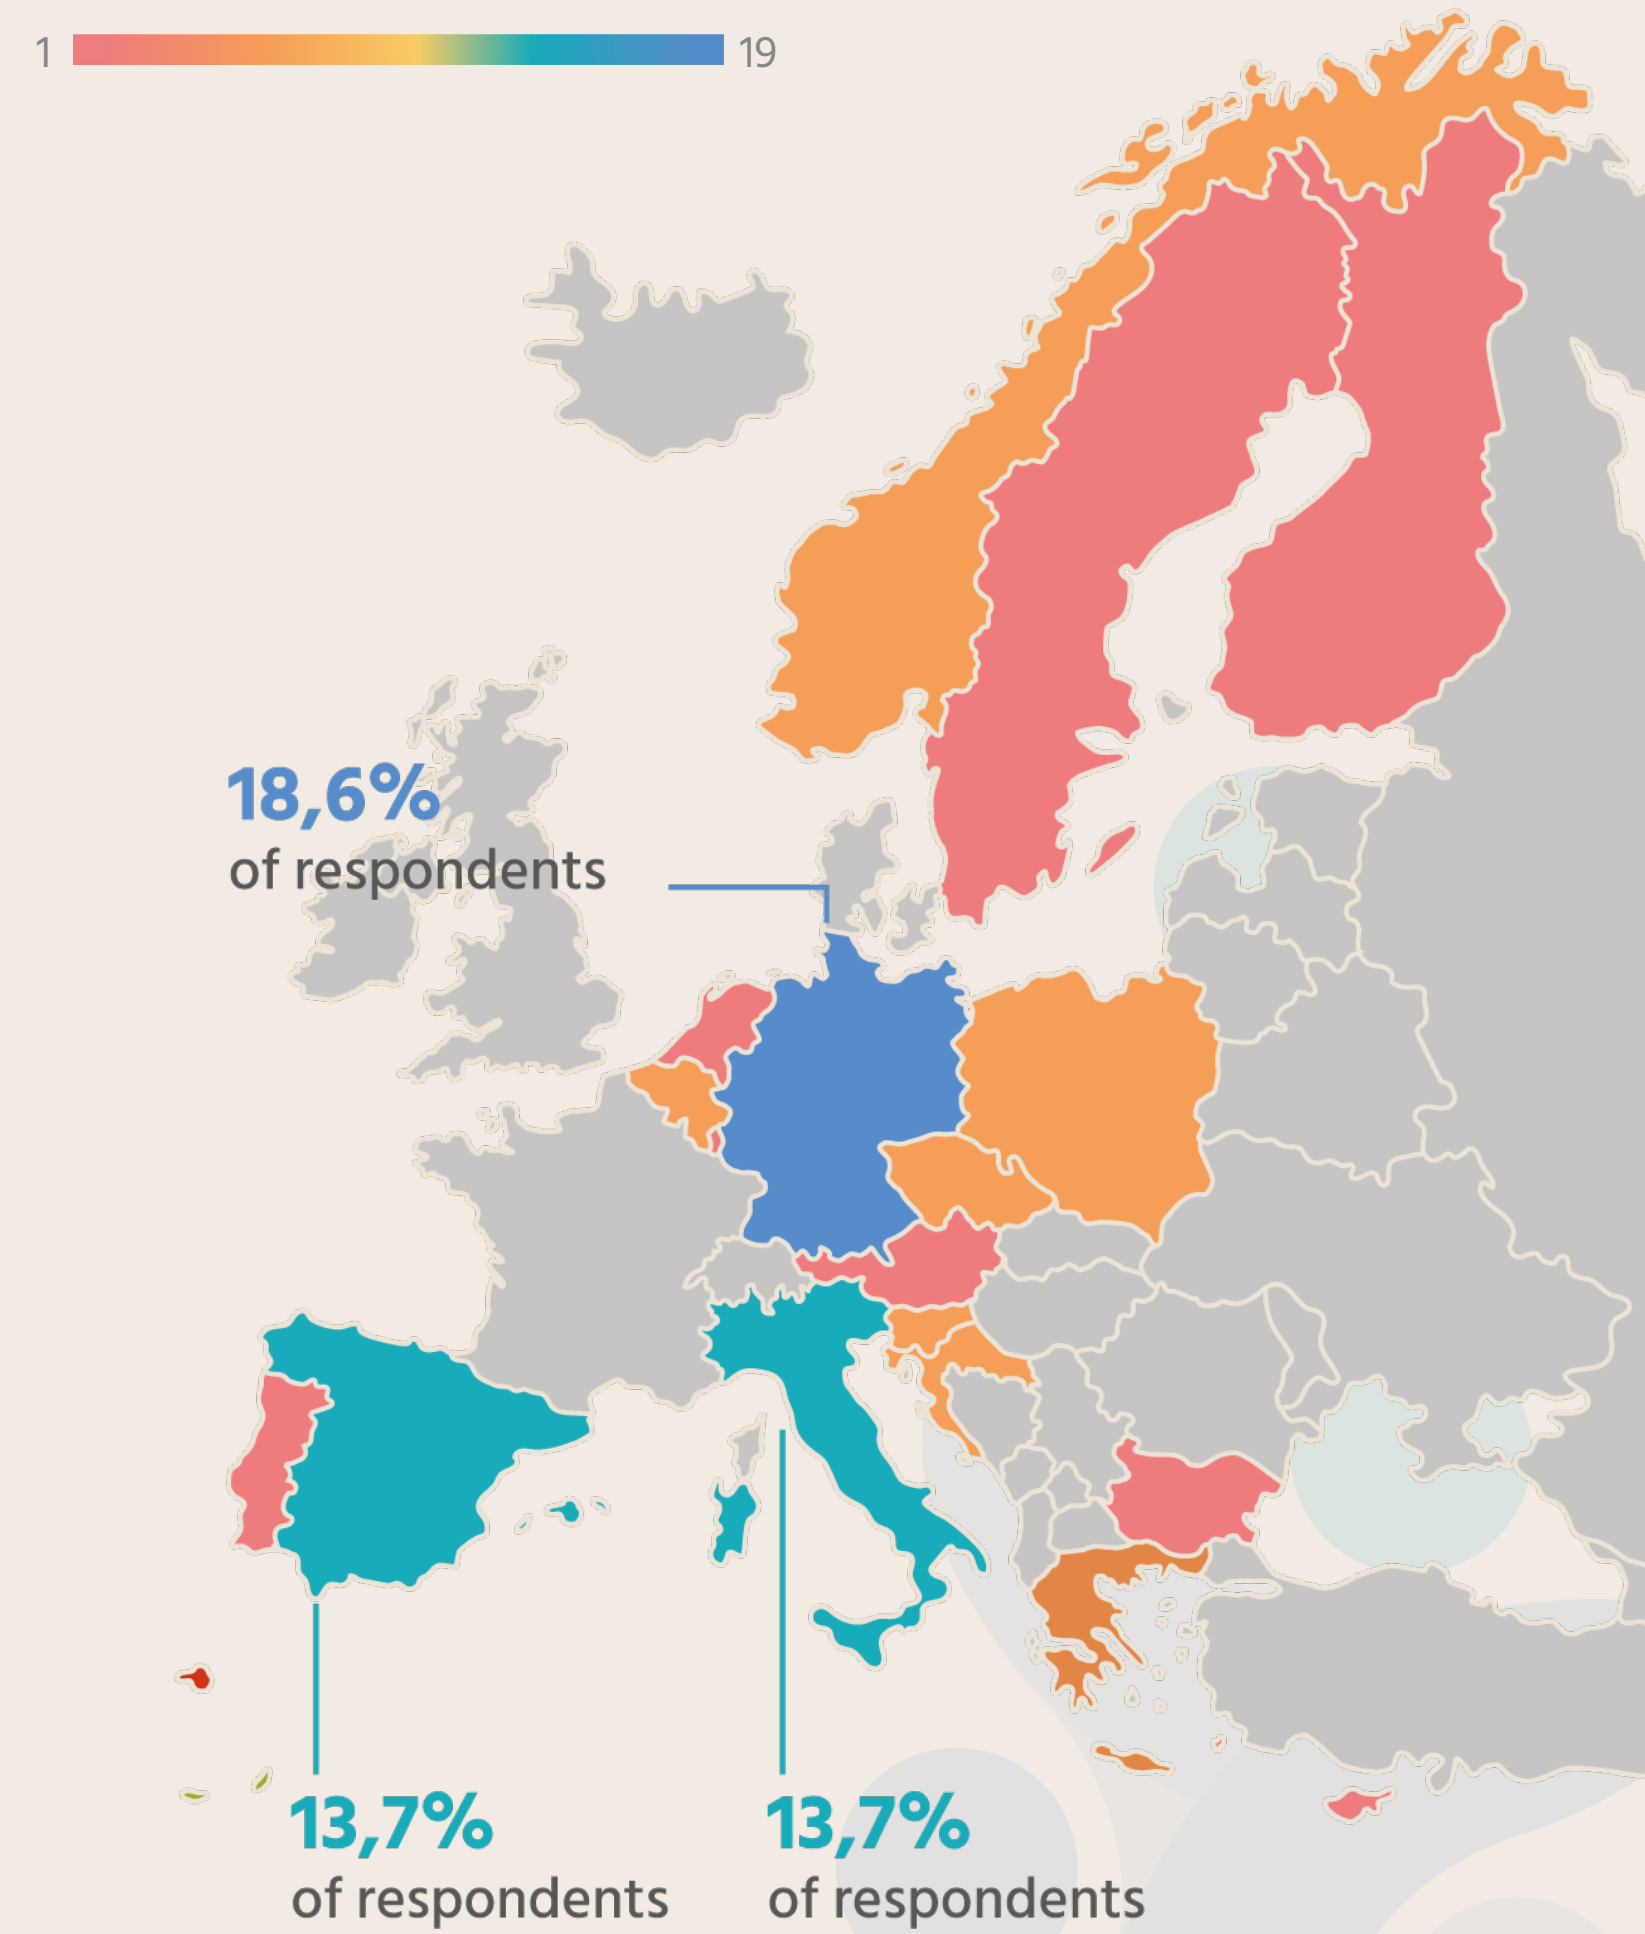 1 19
18,6%
of respondents
13,7%
of respondents
13,7%
of respondents